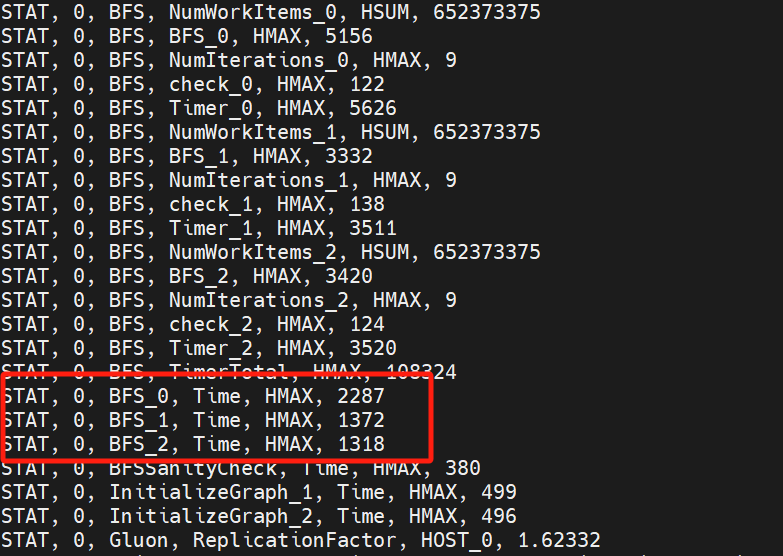 STAT, 0, BFS, NumWorkItems_0, HSUM, 652373375
STAT, 0, BFS, BFS_0, HMAX, 5156
STAT, 0, BFS, NumIterations_0, HMAX, 9
STAT, 0, BFS, check_0, HMAX, 122
STAT, 0, BFS, Timer_0, HMAX, 5626
STAT, 0, BFS, NumWorkItems_1, HSUM, 652373375
STAT, 0, BFS, BFS_1, HMAX, 3332
STAT, 0, BFS, NumIterations_1, HMAX, 9
STAT, 0, BFS, check_1, HMAX, 138
STAT, 0, BFS, Timer_1, HMAX, 3511
STAT, 0, BFS, NumWorkItems_2, HSUM, 652373375
STAT, 0, BFS, BFS_2, HMAX, 3420
STAT, 0, BFS, NumIterations_2, HMAX, 9
STAT, 0, BFS, check_2, HMAX, 124
STAT, 0, BFS, Timer_2, HMAX, 3520
STAT, 0, BFS, TimerTotal, HMAX, 108324
STAT, 0, BFS_0, Time, HMAX, 2287
STAT, 0, BFS_1, Time, HMAX, 1372
STAT, 0, BFS_2, Time, HMAX, 1318
STAT, 0, BFSSanityCheck, Time, HMAX, 380
STAT, 0, InitializeGraph_1, Time, HMAX, 499
STAT, 0, InitializeGraph_2, Time, HMAX, 496
STAT, 0, Gluon, ReplicationFactor, HOST_0, 1.62332